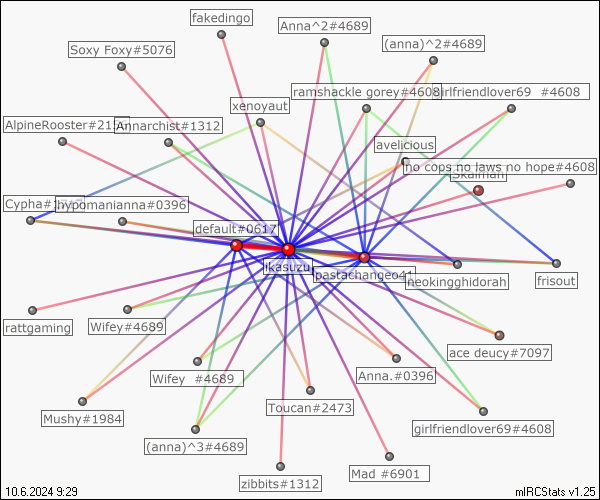 fakedingo
Anna^2#4689
(anna)^2#4689
Soxy Foxy#5076
ramshackle gorey#4608
girlfriendlover69 #4608
xenoyaut
AlpineRooster#215
Annarchist#1312
avelicious
no cops no laws no hope#4608
Cypha#
hypomanianna#0396
default#0617
ikasuzu
pastachangeo41
neokingghidorah
frisout
rattgaming
Wifey#4689
ace deucy#7097
Wifey #4689
Anna.#0396
Mushy#1984
Toucan#2473
girlfriendlover69#4608
(anna)^3#4689
zibbits#1312
Mad #6901
10.6.2024 9:29
mIRCStats v1.25